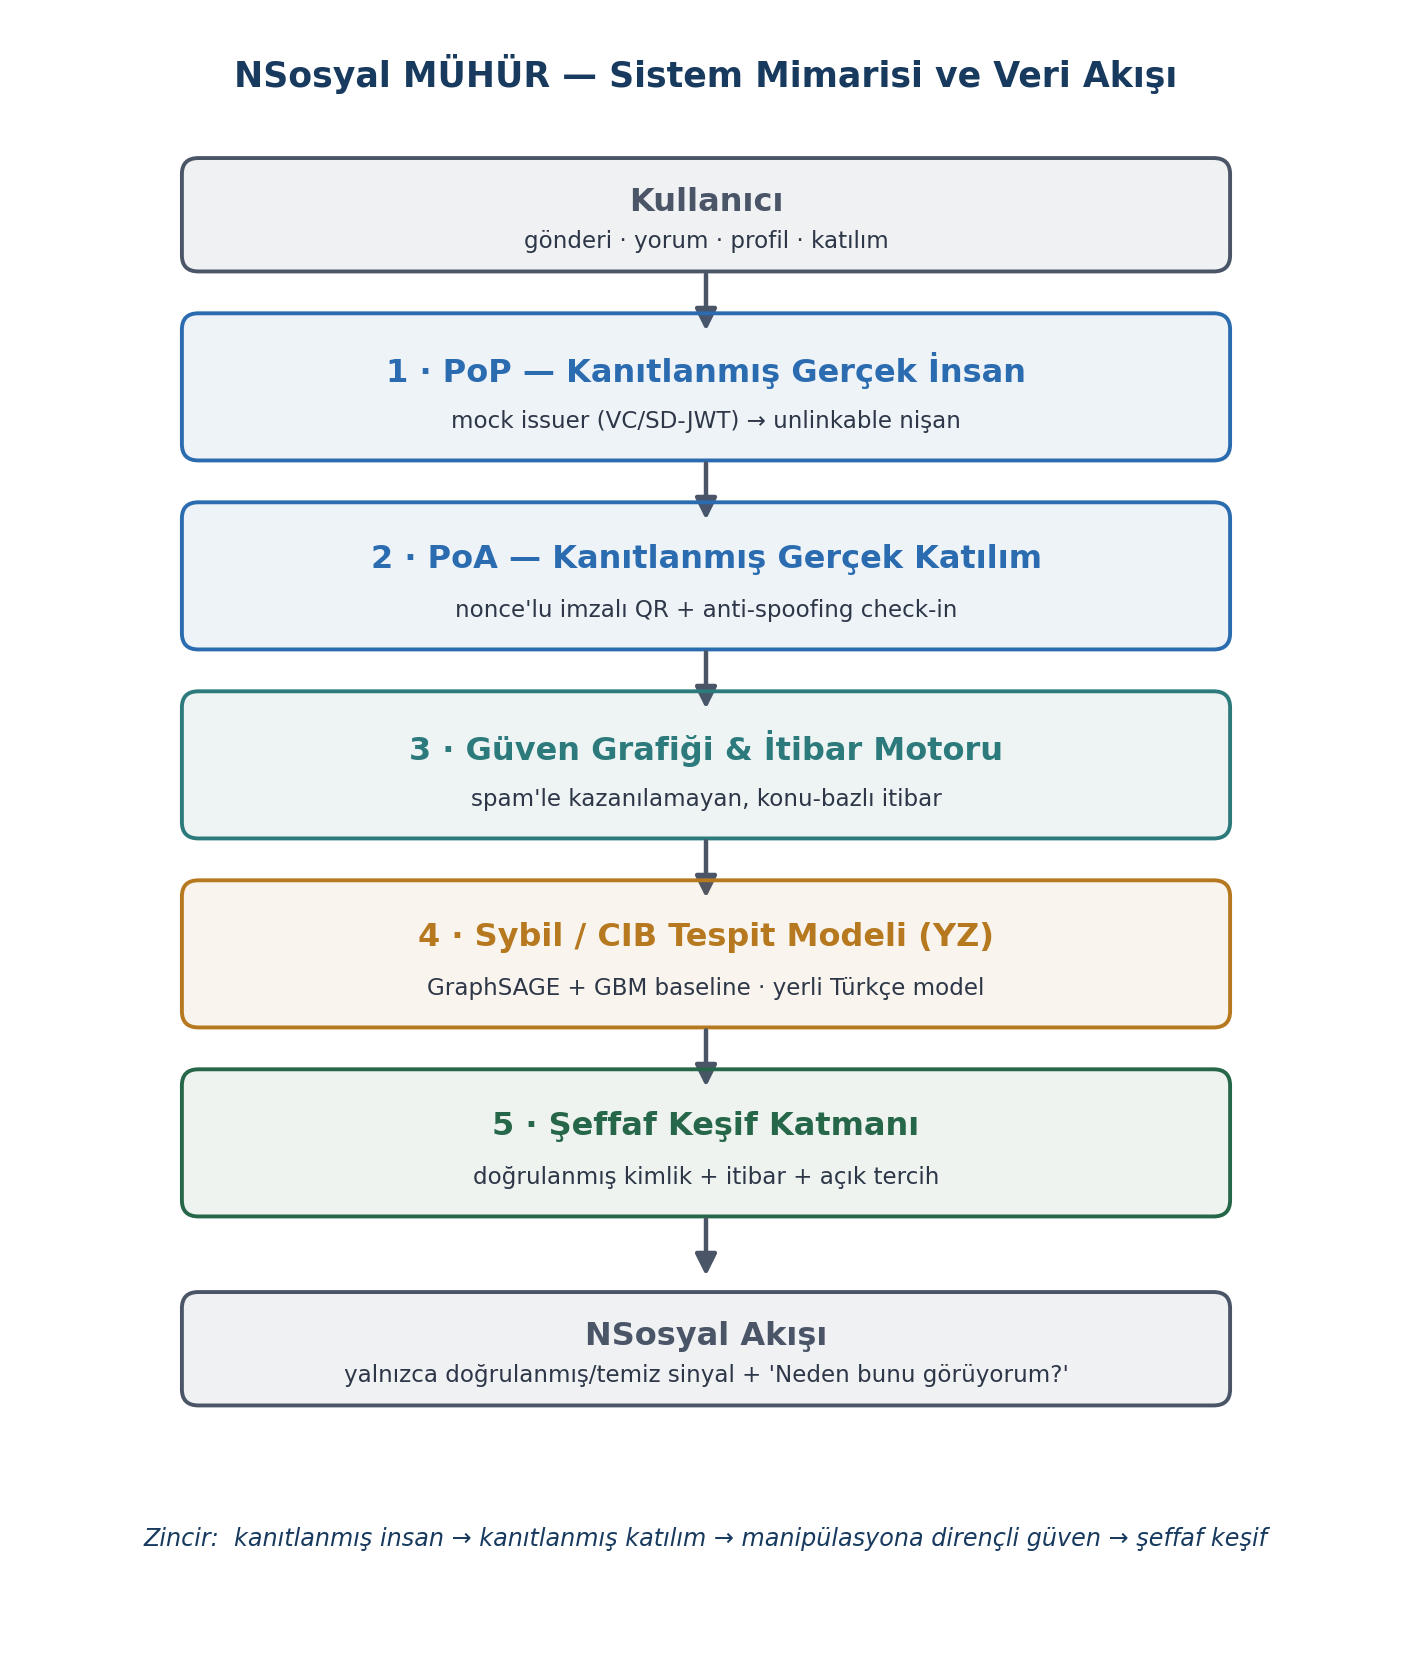 NSosyal MÜHÜR — Sistem Mimarisi ve Veri Akışı
Kullanıcı
gönderi · yorum · profil · katılım
1 · PoP — Kanıtlanmış Gerçek İnsan
mock issuer (VC/SD-JWT) → unlinkable nişan
2 · PoA — Kanıtlanmış Gerçek Katılım
nonce'lu imzalı QR + anti-spoofing check-in
3 · Güven Grafiği & İtibar Motoru
spam'le kazanılamayan, konu-bazlı itibar
4 · Sybil / CIB Tespit Modeli (YZ)
GraphSAGE + GBM baseline · yerli Türkçe model
5 · Şeffaf Keşif Katmanı
doğrulanmış kimlik + itibar + açık tercih
NSosyal Akışı
yalnızca doğrulanmış/temiz sinyal + 'Neden bunu görüyorum?'
Zincir:  kanıtlanmış insan → kanıtlanmış katılım → manipülasyona dirençli güven → şeffaf keşif